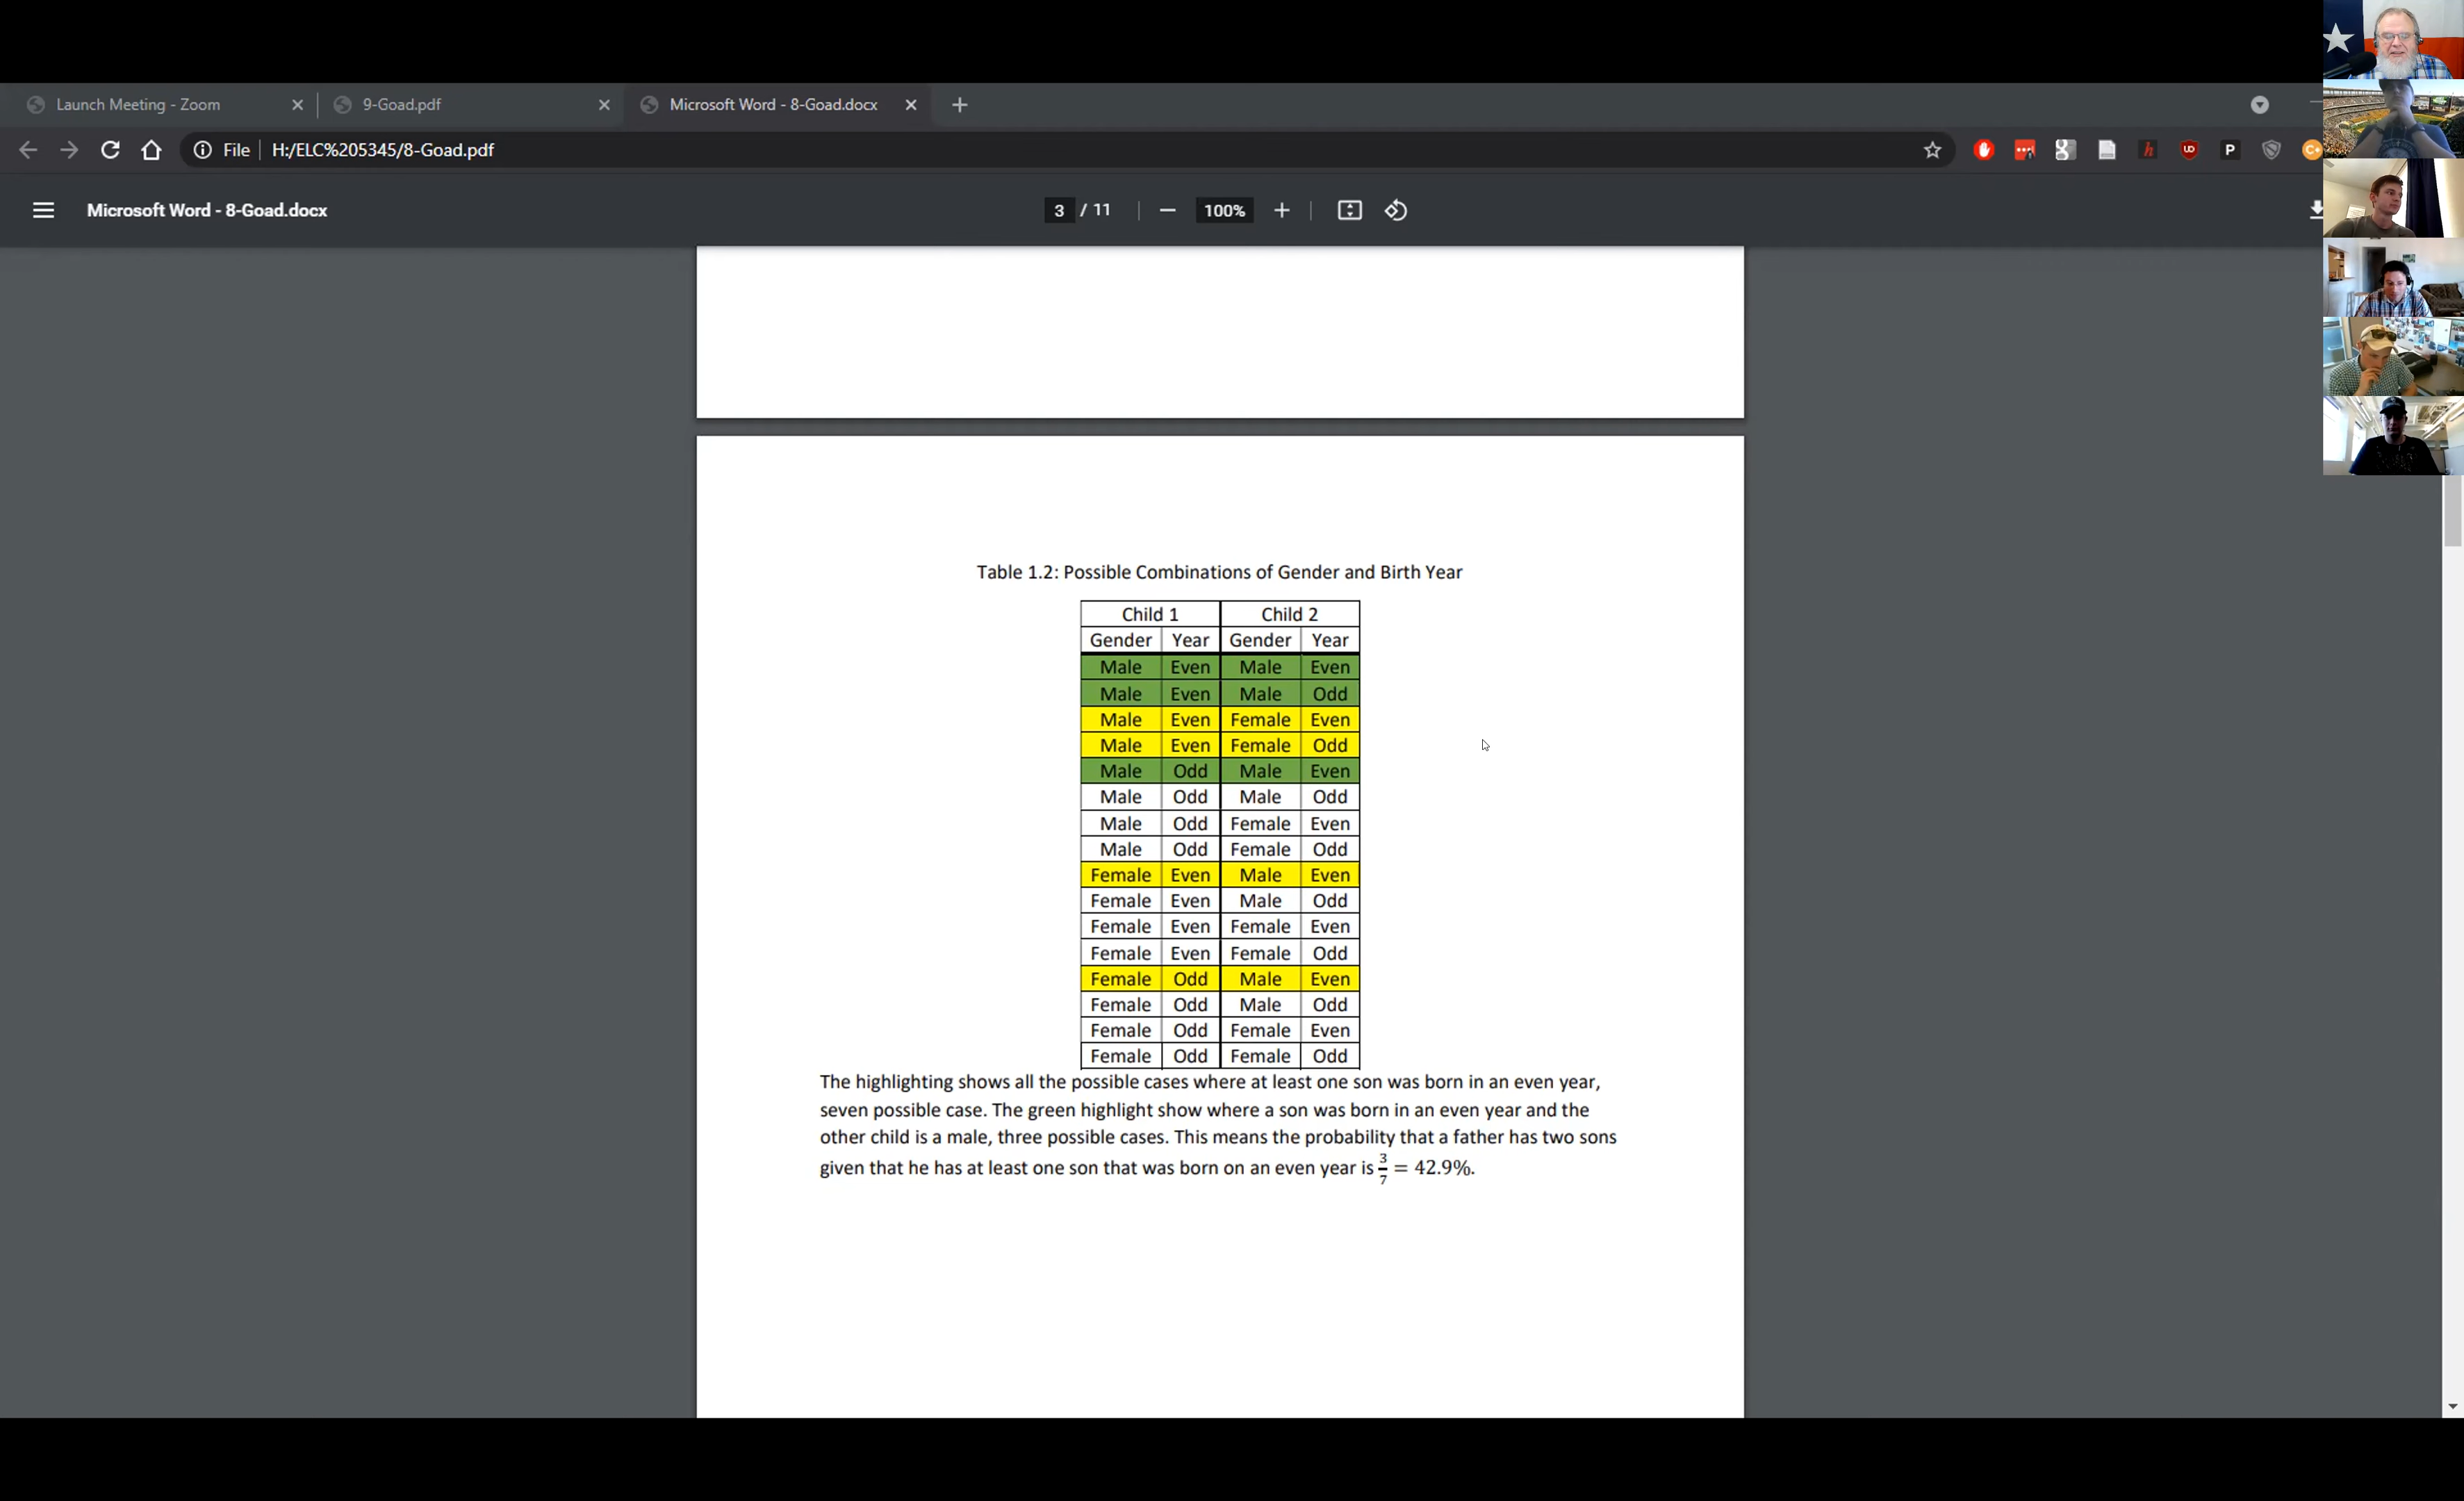 Launch Meeting - Zoom
9-Goad.pdf
Microsoft Word - 8-Goad.docx
File H:/ELC%205345/8-Goad.pdf
Microsoft Word - 8-Goad.docx
3 / 11
100%
Table 1.2: Possible Combinations of Gender and Birth Year
Child 1 Child 2
Gender Year Gender Year
Male Even Male Even
Male Even Male Odd
Male Even Female Even
Male Even Female Odd
Male Odd Male Even
Male Odd Male Odd
Male Odd Female Even
Male Odd Female Odd
Female Even Male Even
Female Even Male Odd
Female Even Female Even
Female Even Female Odd
Female Odd Male Even
Female Odd Male Odd
Female Odd Female Even
Female Odd Female Odd
The highlighting shows all the possible cases where at least one son was born in an even year,
seven possible case. The green highlight show where a son was born in an even year and the
other child is a male, three possible cases. This means the probability that a father has two sons
given that he has at least one son that was born on an even year is 3/7 = 42.9%.